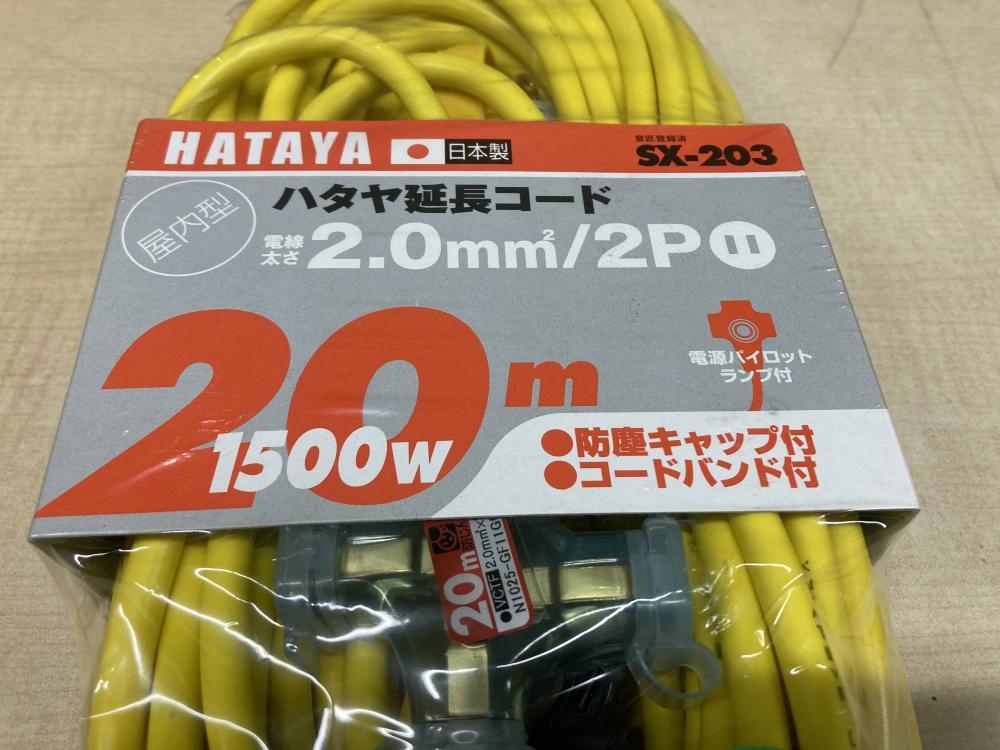 HATAYA 日本製
意匠登録済
SX-203
屋内型
ハタヤ延長コード
電線太さ 2.0mm²/2P
20m
1500W
電源パイロット
ランプ付
●防塵キャップ付
●コードバンド付
20m
●VCTF 2.0mm²×
N1025-GF11G